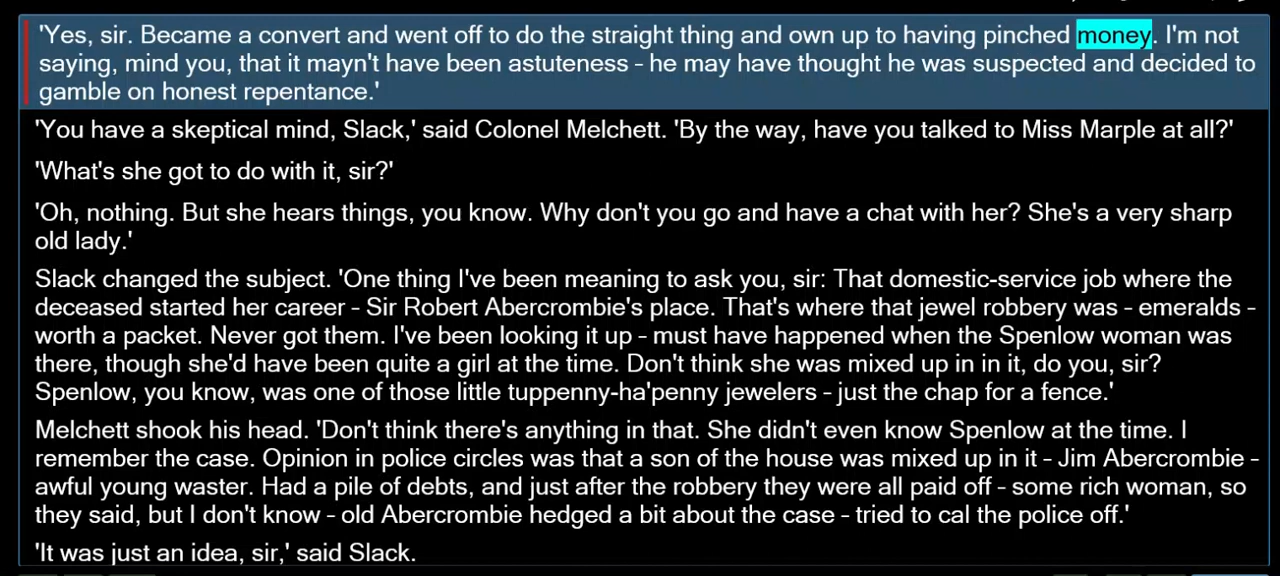 'Yes, sir. Became a convert and went off to do the straight thing and own up to having pinched money. I'm not
saying, mind you, that it mayn't have been astuteness - he may have thought he was suspected and decided to
gamble on honest repentance.'
'You have a skeptical mind, Slack,' said Colonel Melchett. 'By the way, have you talked to Miss Marple at all?'
'What's she got to do with it, sir?'
'Oh, nothing. But she hears things, you know. Why don't you go and have a chat with her? She's a very sharp
old lady.'
Slack changed the subject. 'One thing I've been meaning to ask you, sir: That domestic-service job where the
deceased started her career - Sir Robert Abercrombie's place. That's where that jewel robbery was - emeralds -
worth a packet. Never got them. I've been looking it up - must have happened when the Spenlow woman was
there, though she'd have been quite a girl at the time. Don't think she was mixed up in in it, do you, sir?
Spenlow, you know, was one of those little tuppenny-ha'penny jewelers - just the chap for a fence.'
Melchett shook his head. 'Don't think there's anything in that. She didn't even know Spenlow at the time. I
remember the case. Opinion in police circles was that a son of the house was mixed up in it - Jim Abercrombie -
awful young waster. Had a pile of debts, and just after the robbery they were all paid off - some rich woman, so
they said, but I don't know - old Abercrombie hedged a bit about the case - tried to cal the police off.'
'It was just an idea, sir,' said Slack.